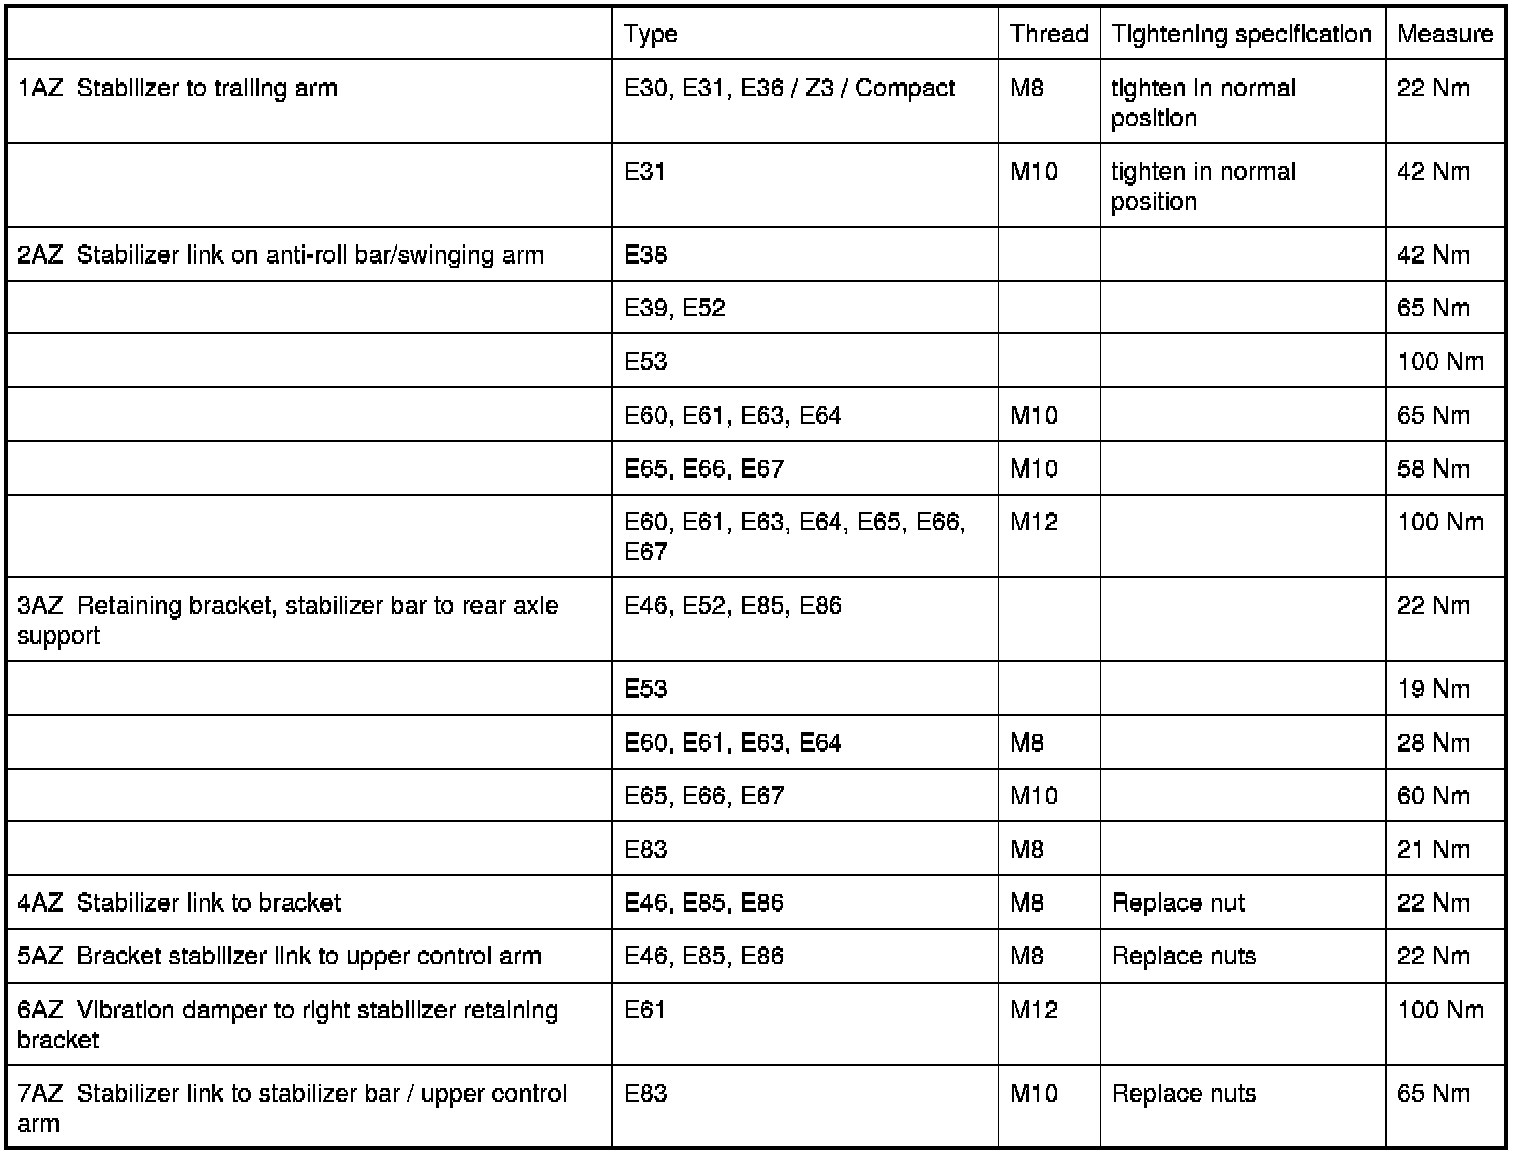 Type Thread Tightening specification Measure
1AZ Stabilizer to trailing arm E30, E31, E36 / Z3 / Compact M8 tighten in normal 22 Nm
position
E31 M10 tighten in normal 42 Nm
position
2AZ Stabilizer link on anti-roll bar/swinging arm E38 42 Nm
E39, E52 65 Nm
E53 100 Nm
E60, E61, E63, E64 M10 65 Nm
E65, E66, E67 M10 58 Nm
E60, E61, E63, E64, E65, E66, M12 100 Nm
E67
3AZ Retaining bracket, stabilizer bar to rear axle E46, E52, E85, E86 22 Nm
support
E53 19 Nm
E60, E61, E63, E64 M8 28 Nm
E65, E66, E67 M10 60 Nm
E83 M8 21 Nm
4AZ Stabilizer link to bracket E46, E85, E86 M8 Replace nut 22 Nm
5AZ Bracket stabilizer link to upper control arm E46, E85, E86 M8 Replace nuts 22 Nm
6AZ Vibration damper to right stabilizer retaining E61 M12 100 Nm
bracket
7AZ Stabilizer link to stabilizer bar / upper control E83 M10 Replace nuts 65 Nm
arm